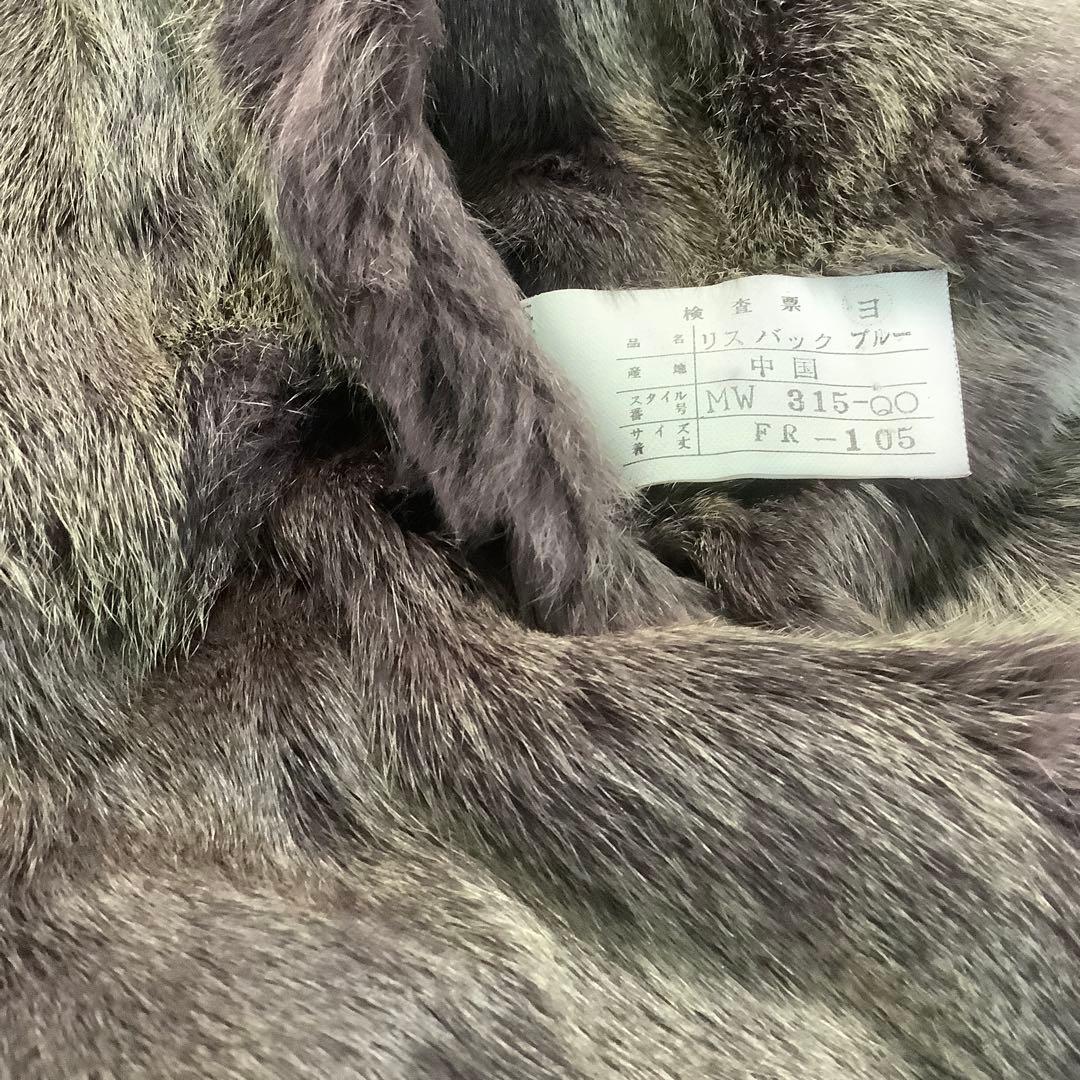 検査票 ヨ
品名 リスバック ブルー
産地 中国
スタイル番号 MW 315-00
サイズ着丈 FR-105